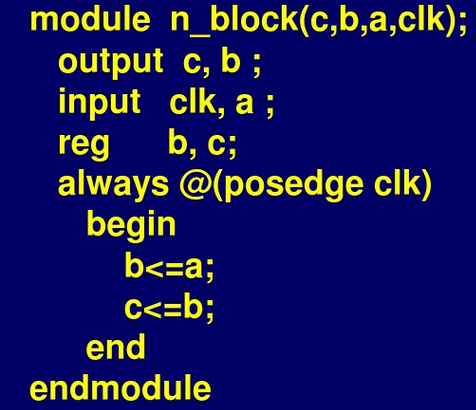 module n_block(c,b,a,clk);
output c, b ;
input clk, a ;
reg b, c;
always @(posedge clk)
begin
b<=a;
c<=b;
end
endmodule